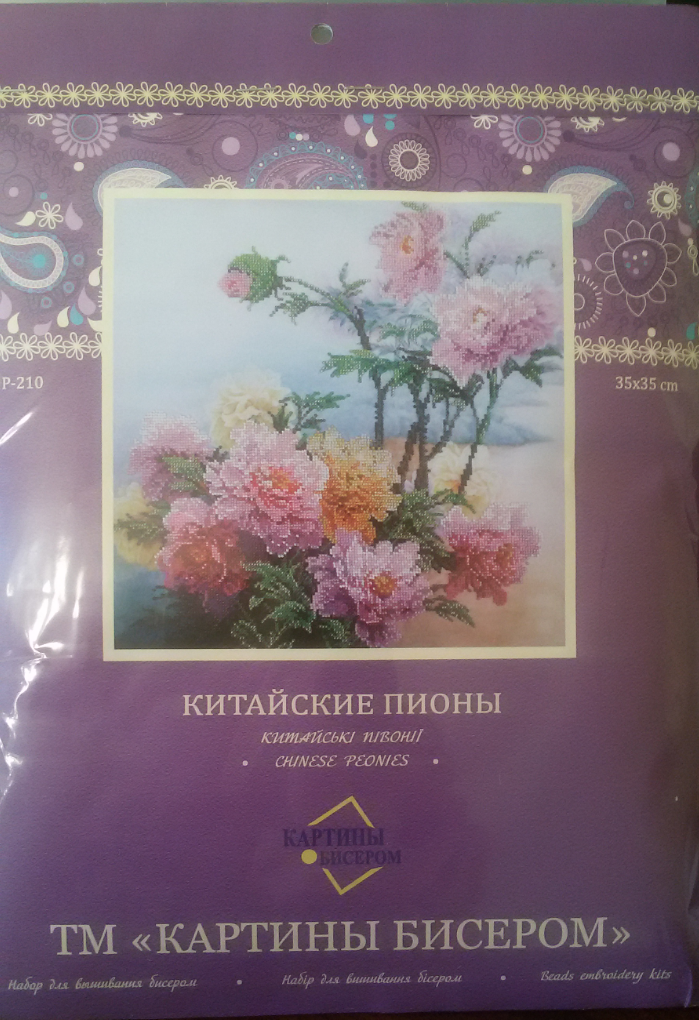 Р-210
35х35 cm
КИТАЙСКИЕ ПИОНЫ
КИТАЙСЬКІ ПІВОНІЇ
• CHINESE PEONIES •
КАРТИНЫ
БИСЕРОМ
ТМ «КАРТИНЫ БИСЕРОМ»
Набор для вышивания бисером • Набір для вишивання бісером • Beads embroidery kits